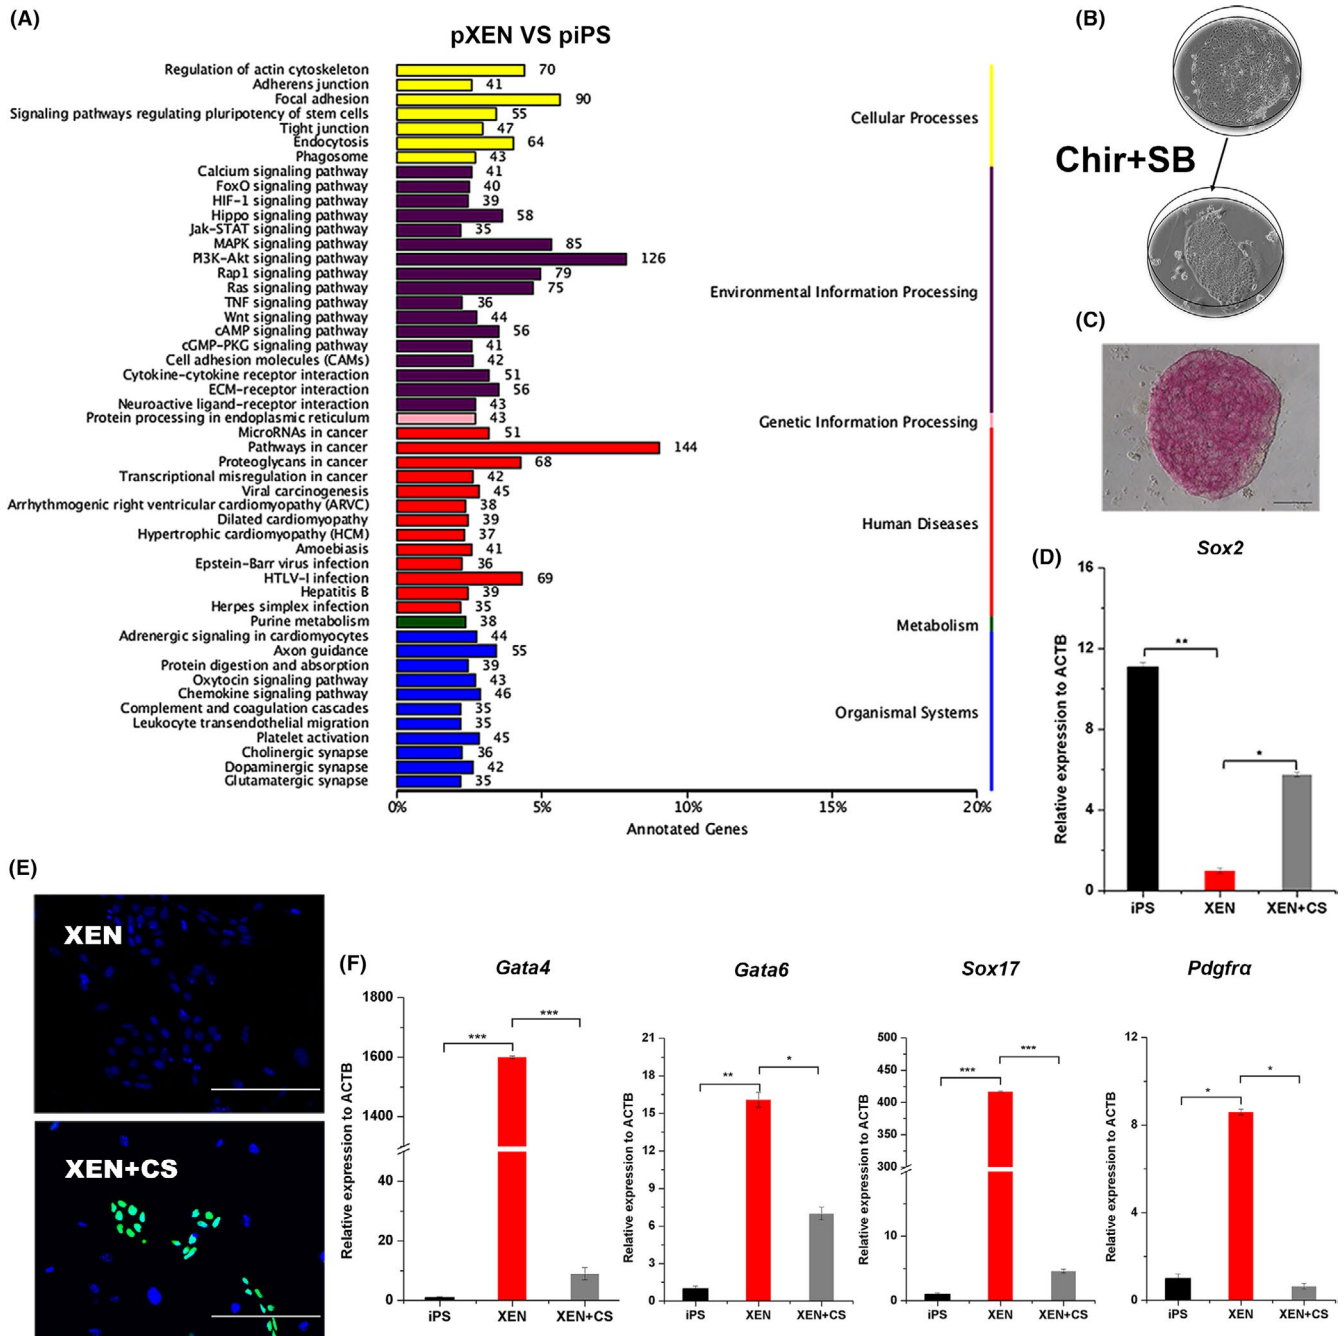 (A)
pXEN VS piPS
Regulation of actin cytoskeleton 70
Adherens junction 41
Focal adhesion 90
Signaling pathways regulating pluripotency of stem cells 55
Tight junction 47
Endocytosis 64
Phagosome 43
Calcium signaling pathway 41
FoxO signaling pathway 40
HIF-1 signaling pathway 39
Hippo signaling pathway 58
Jak-STAT signaling pathway 35
MAPK signaling pathway 85
PI3K-Akt signaling pathway 126
Rap1 signaling pathway 79
Ras signaling pathway 75
TNF signaling pathway 36
Wnt signaling pathway 44
cAMP signaling pathway 56
cGMP-PKG signaling pathway 41
Cell adhesion molecules (CAMs) 42
Cytokine-cytokine receptor interaction 51
ECM-receptor interaction 56
Neuroactive ligand-receptor interaction 43
Protein processing in endoplasmic reticulum 43
MicroRNAs in cancer 51
Pathways in cancer 144
Proteoglycans in cancer 68
Transcriptional misregulation in cancer 42
Viral carcinogenesis 45
Arrhythmogenic right ventricular cardiomyopathy (ARVC) 38
Dilated cardiomyopathy 39
Hypertrophic cardiomyopathy (HCM) 37
Amoebiasis 41
Epstein-Barr virus infection 36
HTLV-I infection 69
Hepatitis B 39
Herpes simplex infection 35
Purine metabolism 38
Adrenergic signaling in cardiomyocytes 44
Axon guidance 55
Protein digestion and absorption 39
Oxytocin signaling pathway 43
Chemokine signaling pathway 46
Complement and coagulation cascades 35
Leukocyte transendothelial migration 35
Platelet activation 45
Cholinergic synapse 36
Dopaminergic synapse 42
Glutamatergic synapse 35
0% 5% 10% 15% 20%
Annotated Genes
Cellular Processes
Environmental Information Processing
Genetic Information Processing
Human Diseases
Metabolism
Organismal Systems
(B)
Chir+SB
(C)
(D)
Sox2
Relative expression to ACTB
16
12
8
4
0
**
*
iPS XEN XEN+CS
(E)
XEN
XEN+CS
(F)
Gata4
Relative expression to ACTB
1800
1600
1400
40
20
0
***
***
iPS XEN XEN+CS
Gata6
Relative expression to ACTB
21
18
15
12
9
6
3
0
**
*
iPS XEN XEN+CS
Sox17
Relative expression to ACTB
500
450
400
350
300
10
0
***
***
iPS XEN XEN+CS
Pdgfrα
Relative expression to ACTB
12
8
4
0
*
*
iPS XEN XEN+CS